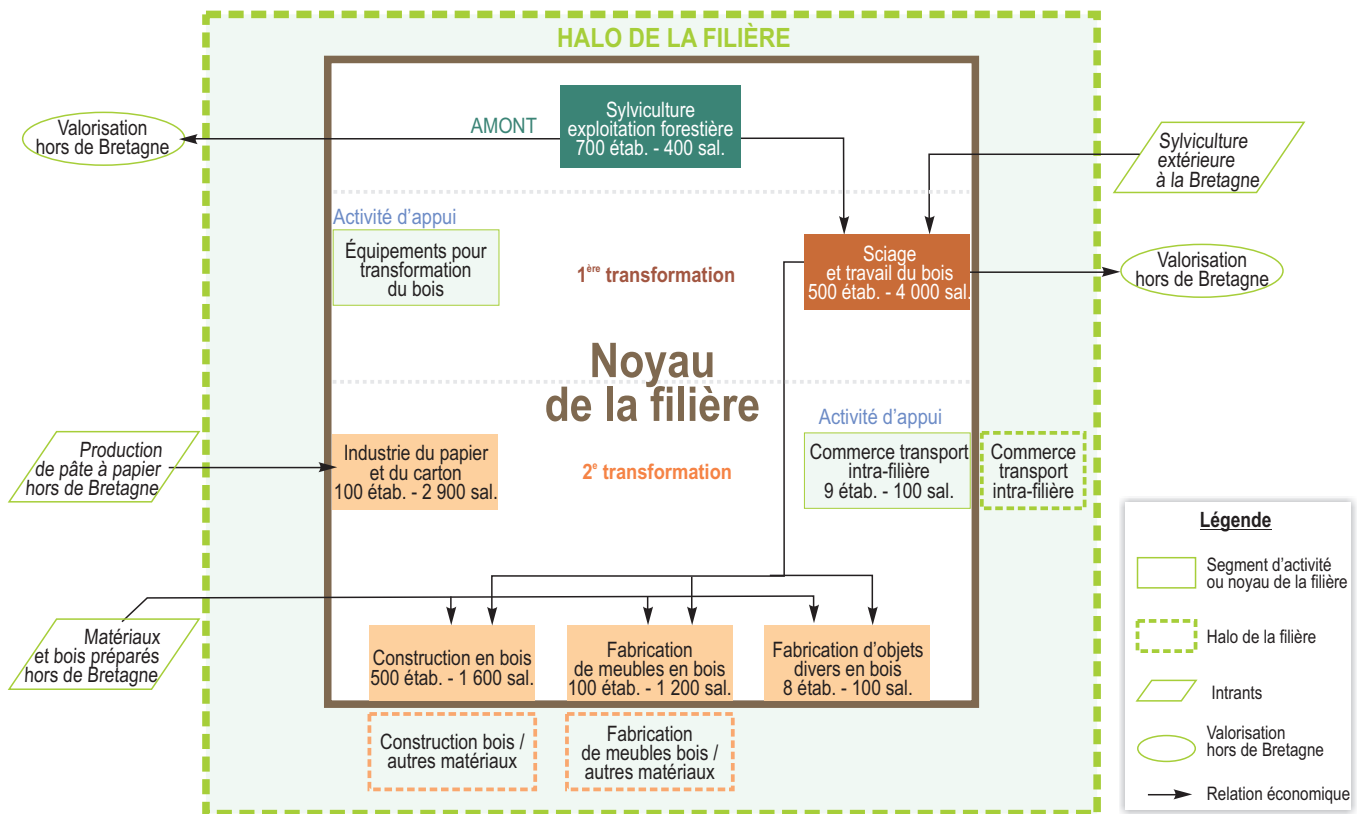 HALO DE LA FILIÈRE
AMONT
Sylviculture
exploitation forestière
700 étab. - 400 sal.
Valorisation
hors de Bretagne
Sylviculture
extérieure
à la Bretagne
Activité d'appui
Équipements pour
transformation
du bois
1ère transformation
Sciage
et travail du bois
500 étab. - 4 000 sal.
Valorisation
hors de Bretagne
Noyau
de la filière
Production
de pâte à papier
hors de Bretagne
Industrie du papier
et du carton
100 étab. - 2 900 sal.
2e transformation
Activité d'appui
Commerce transport
intra-filière
9 étab. - 100 sal.
Commerce
transport
intra-filière
Matériaux
et bois préparés
hors de Bretagne
Construction en bois
500 étab. - 1 600 sal.
Fabrication
de meubles en bois
100 étab. - 1 200 sal.
Fabrication d'objets
divers en bois
8 étab. - 100 sal.
Construction bois /
autres matériaux
Fabrication
de meubles bois /
autres matériaux
Légende
Segment d'activité
ou noyau de la filière
Halo de la filière
Intrants
Valorisation
hors de Bretagne
Relation économique